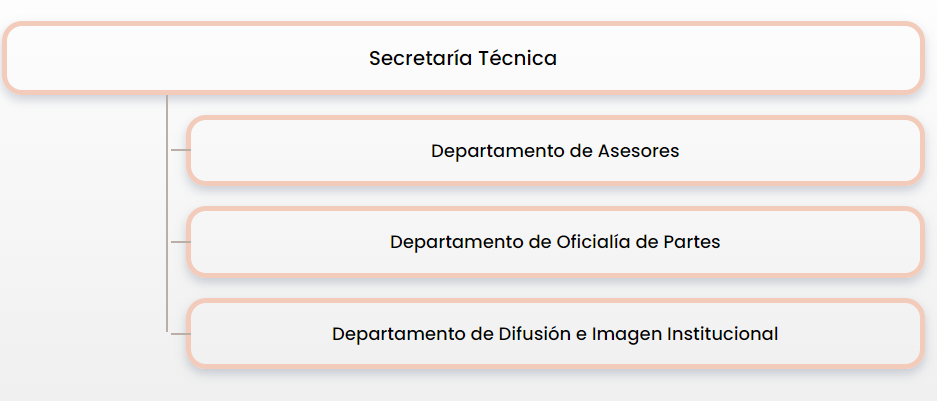 Secretaría Técnica
Departamento de Asesores
Departamento de Oficialía de Partes
Departamento de Difusión e Imagen Institucional